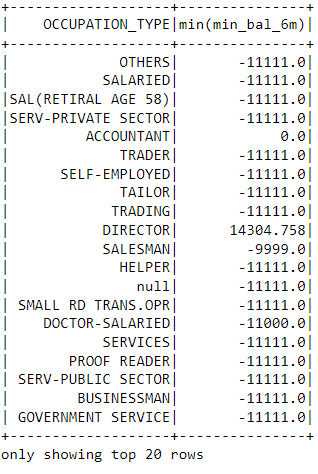 +--------------------+---------------+
|     OCCUPATION_TYPE|min(min_bal_6m)|
+--------------------+---------------+
|              OTHERS|       -11111.0|
|            SALARIED|       -11111.0|
|SAL(RETIRAL AGE 58)|       -11111.0|
|SERV-PRIVATE SECTOR|       -11111.0|
|          ACCOUNTANT|            0.0|
|              TRADER|       -11111.0|
|       SELF-EMPLOYED|       -11111.0|
|              TAILOR|       -11111.0|
|             TRADING|       -11111.0|
|            DIRECTOR|      14304.758|
|            SALESMAN|        -9999.0|
|              HELPER|       -11111.0|
|                null|       -11111.0|
| SMALL RD TRANS.OPR|       -11111.0|
|     DOCTOR-SALARIED|       -11000.0|
|            SERVICES|       -11111.0|
|        PROOF READER|       -11111.0|
| SERV-PUBLIC SECTOR|       -11111.0|
|         BUSINESSMAN|       -11111.0|
| GOVERNMENT SERVICE|       -11111.0|
+--------------------+---------------+
only showing top 20 rows